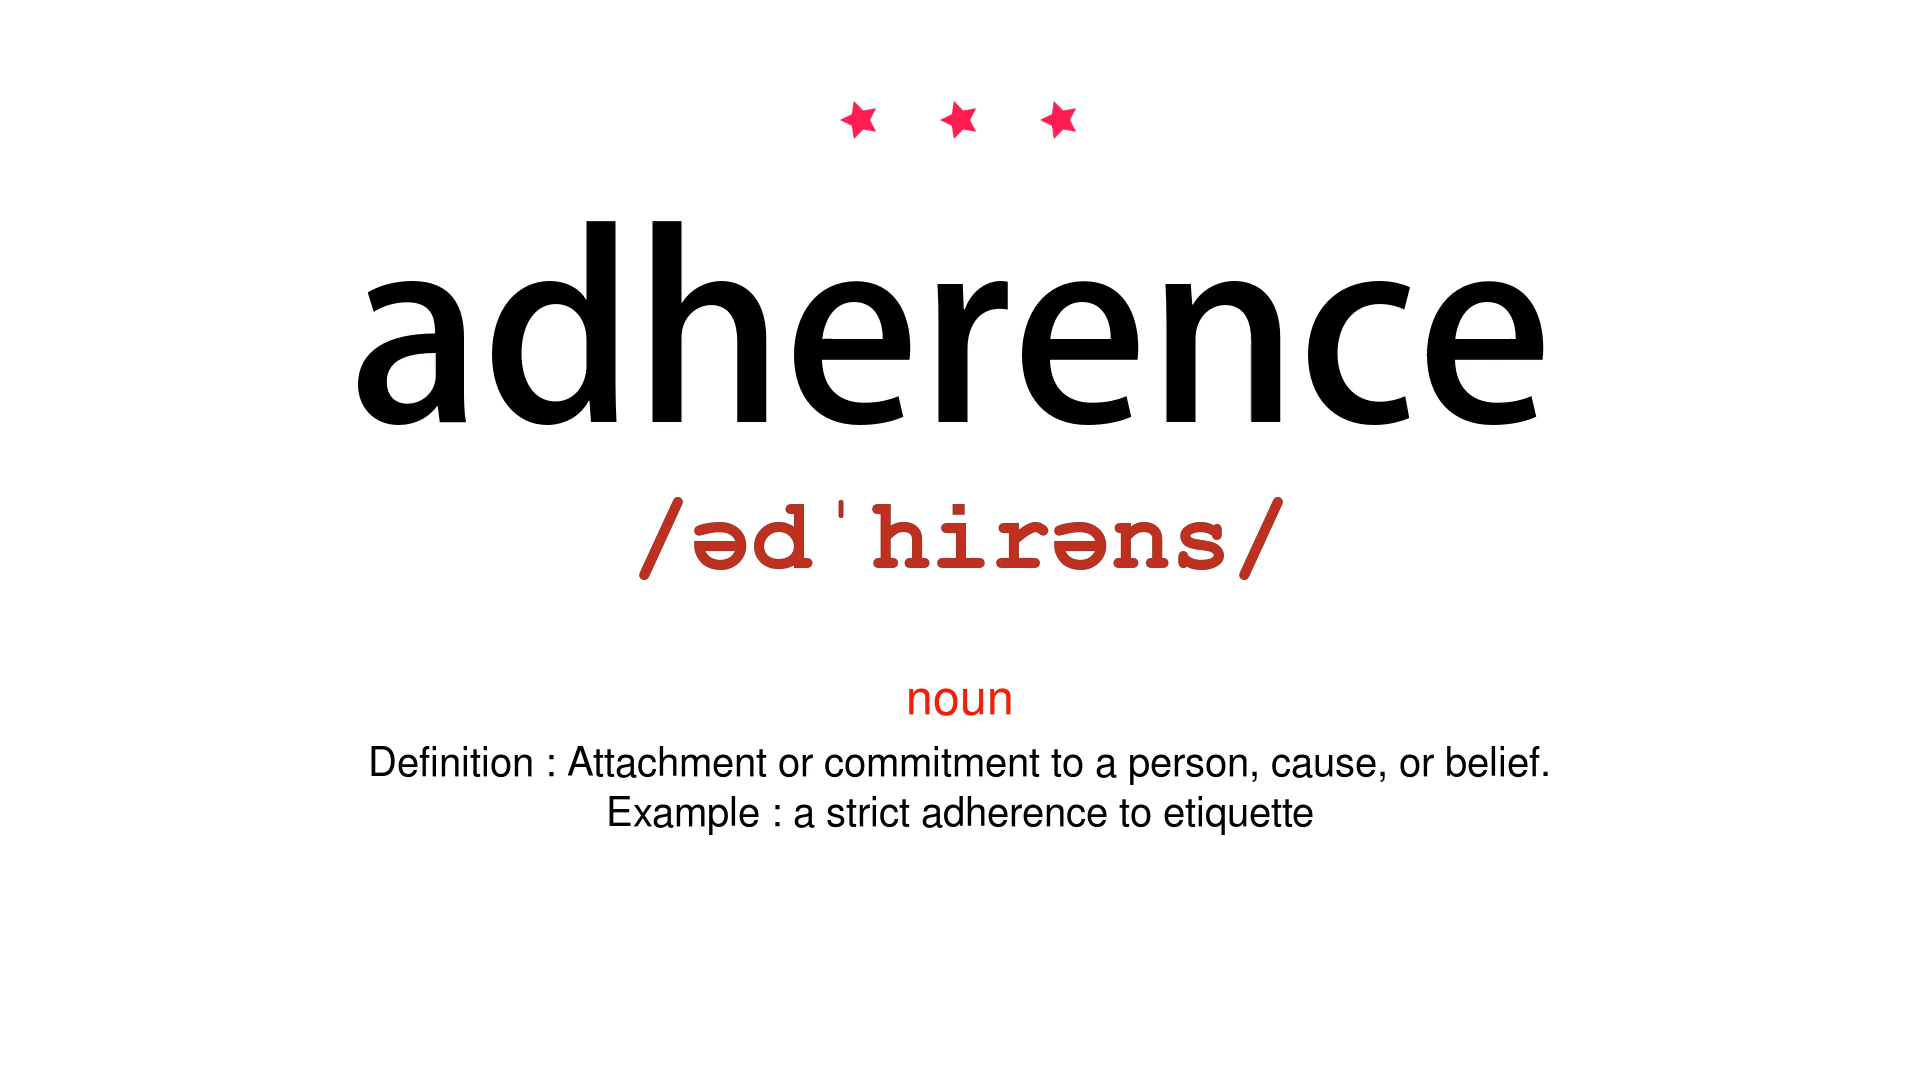 adherence
/ədˈhirəns/
noun
Definition : Attachment or commitment to a person, cause, or belief.
Example : a strict adherence to etiquette